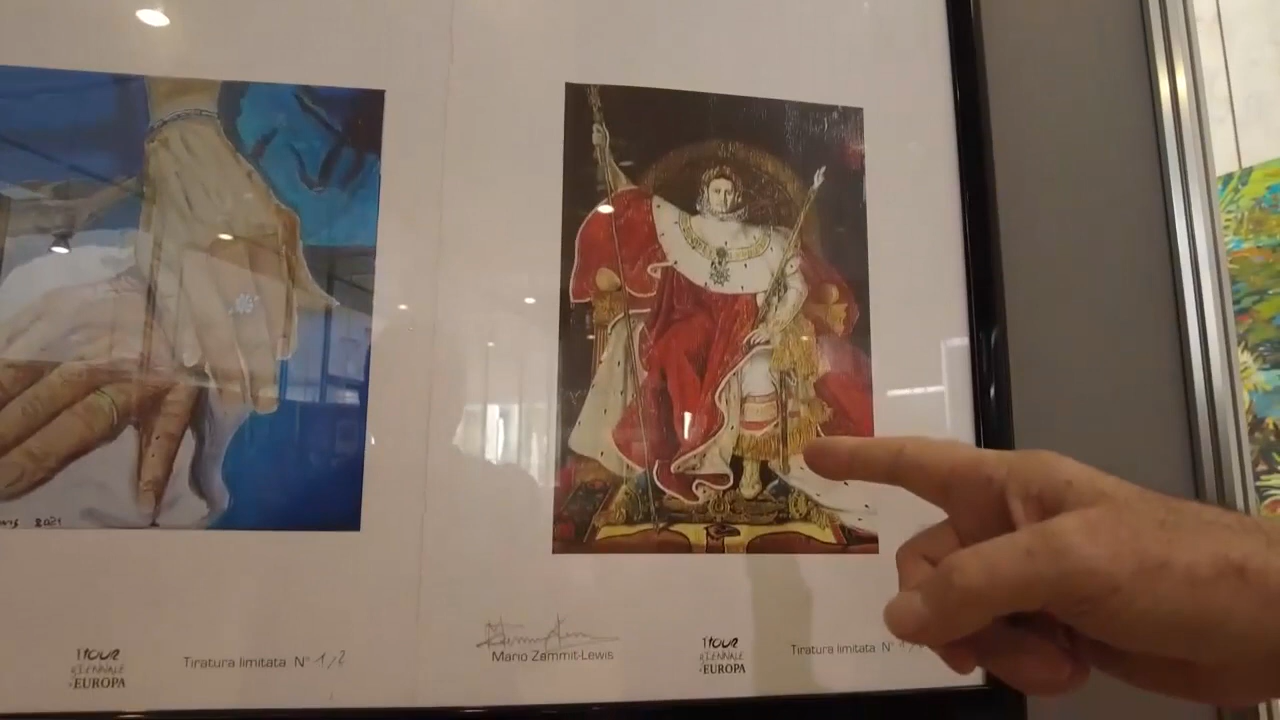 2021
TOUR
BIENNALE
EUROPA
Tiratura limitata N° 1/2
Mario Zammit-Lewis
TOUR
BIENNALE
EUROPA
Tiratura limitata N°